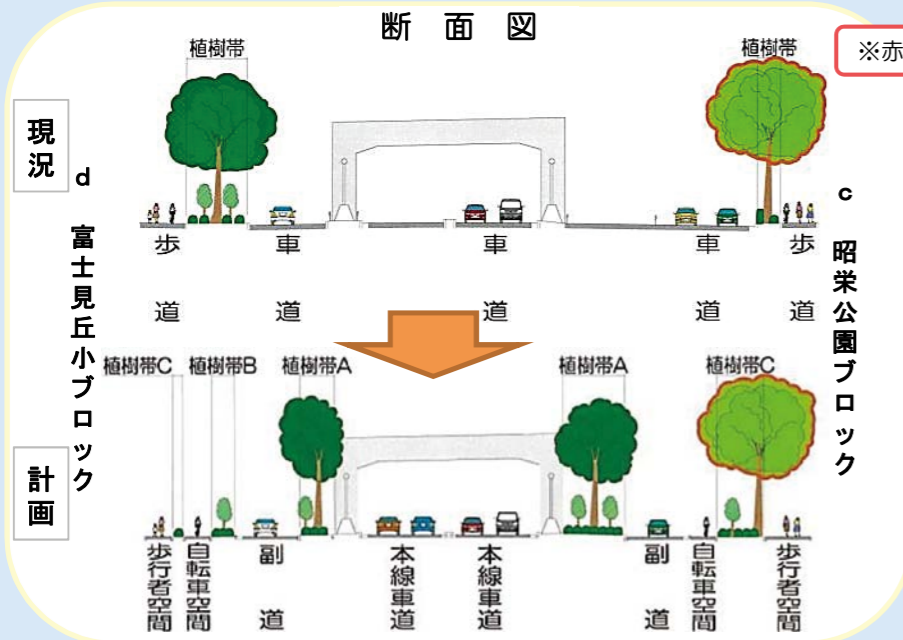 断面図
※赤
植樹帯
植樹帯
現況
d 富士見丘小ブロック
c 昭栄公園ブロック
歩道
車道
車道
車道
歩道
植樹帯C
植樹帯B
植樹帯A
植樹帯A
植樹帯C
計画
歩行者空間
自転車空間
副道
本線車道
本線車道
副道
自転車空間
歩行者空間